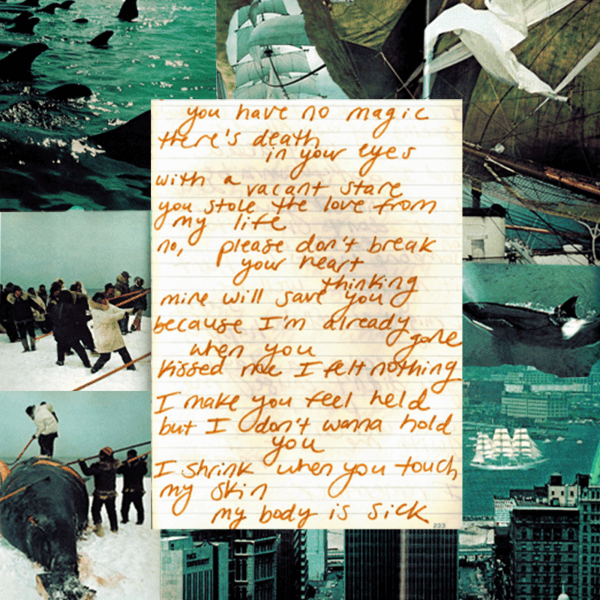 you have no magic
there's death
in your eyes
with a vacant stare
you stole the love from
my life
no, please don't break
your heart
thinking
mine will save you
because I'm already
gone
when you
kissed me I felt nothing
I make you feel held
but I don't wanna hold
you
I shrink when you touch
my skin
my body is sick
223